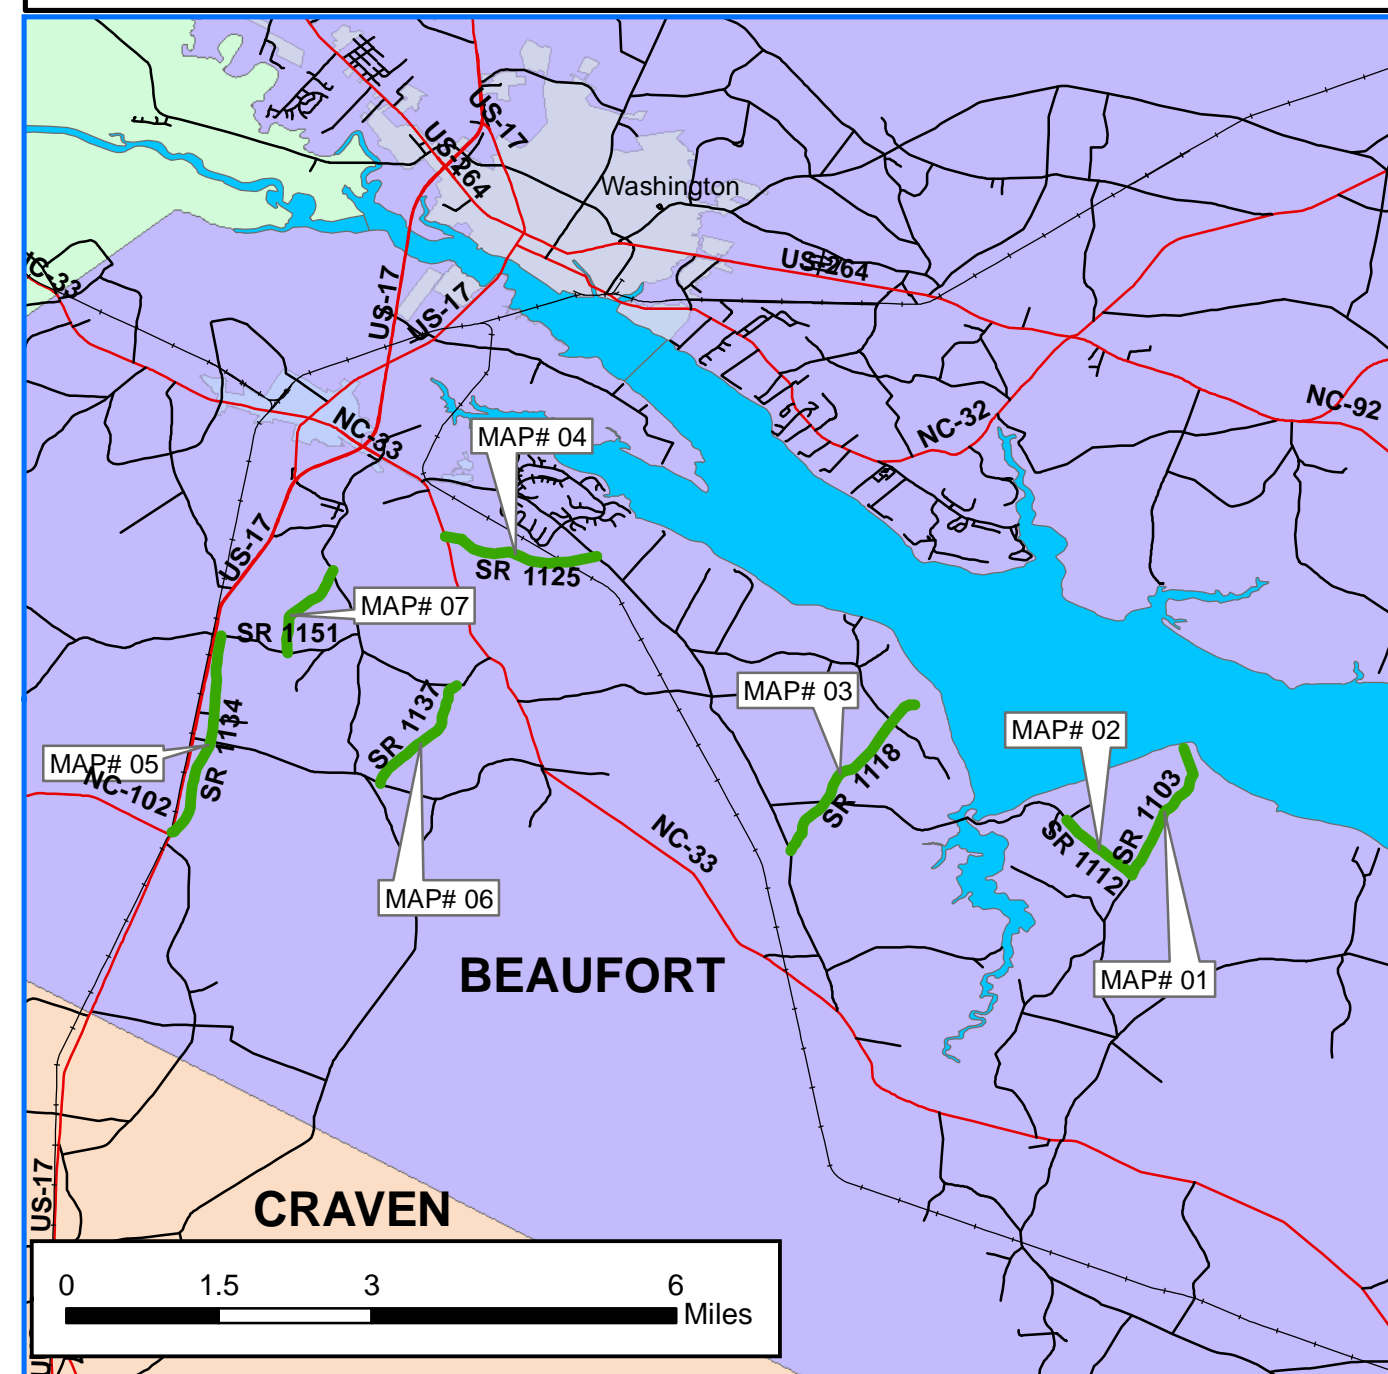 US-17
US-264
Washington
US-264
C-33
US-17
US-17
NC-92
NC-32
NC-33
MAP# 04
US-17
SR 1125
MAP# 07
SR 1151
MAP# 03
SR 1137
SR 1134
MAP# 02
MAP# 05
NC-102
SR 1118
SR 1103
SR 1112
NC-33
MAP# 06
BEAUFORT
MAP# 01
US-17
CRAVEN
0 1.5 3 6
Miles